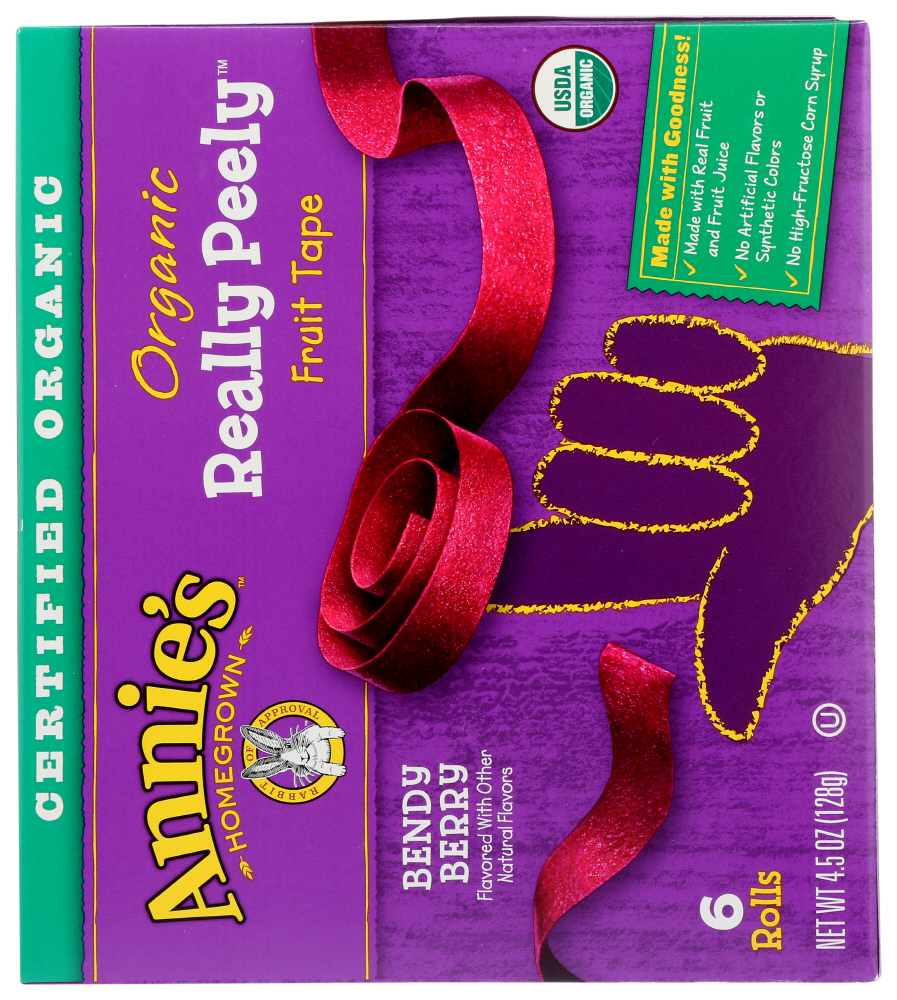 CERTIFIED ORGANIC
Annie's™
HOMEGROWN
RABBIT OF APPROVAL
Organic
Really Peely™
Fruit Tape
USDA
ORGANIC
Made with Goodness!
✓ Made with Real Fruit
and Fruit Juice
✓ No Artificial Flavors or
Synthetic Colors
✓ No High-Fructose Corn Syrup
BENDY
BERRY
Flavored With Other
Natural Flavors
6
Rolls
NET WT 4.5 OZ (128g)
U